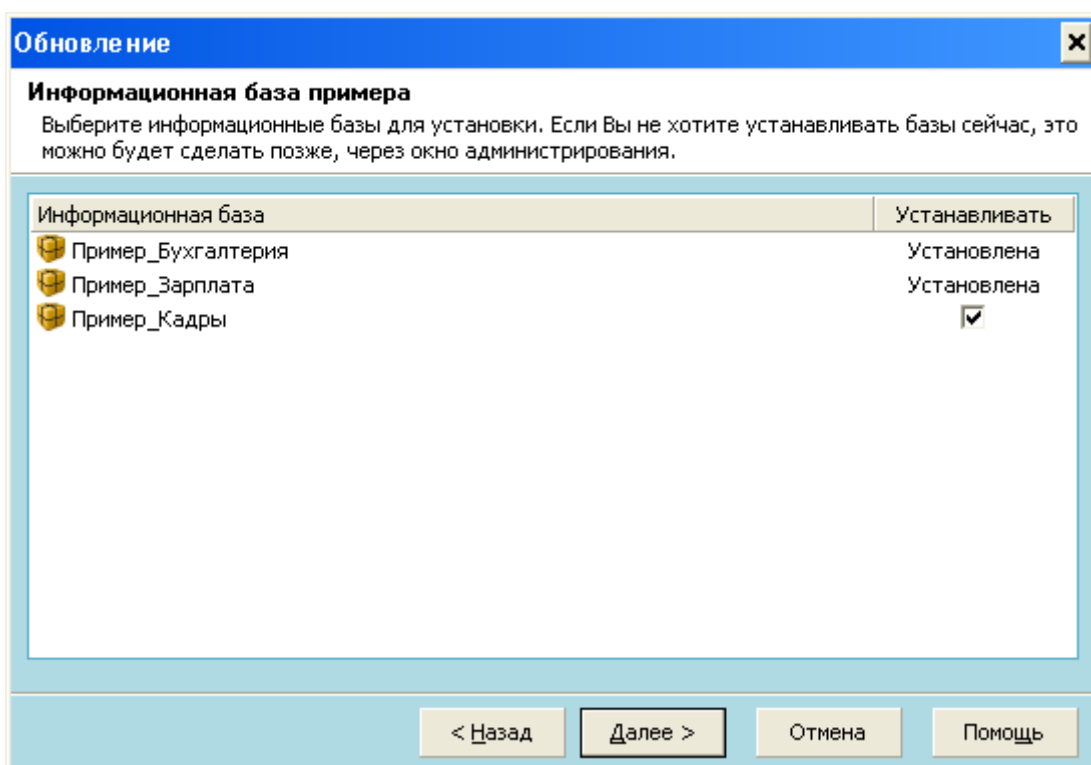 Обновление
Информационная база примера
Выберите информационные базы для установки. Если Вы не хотите устанавливать базы сейчас, это
можно будет сделать позже, через окно администрирования.
Информационная база Устанавливать
Пример_Бухгалтерия Установлена
Пример_Зарплата Установлена
Пример_Кадры
< Назад Далее > Отмена Помощь